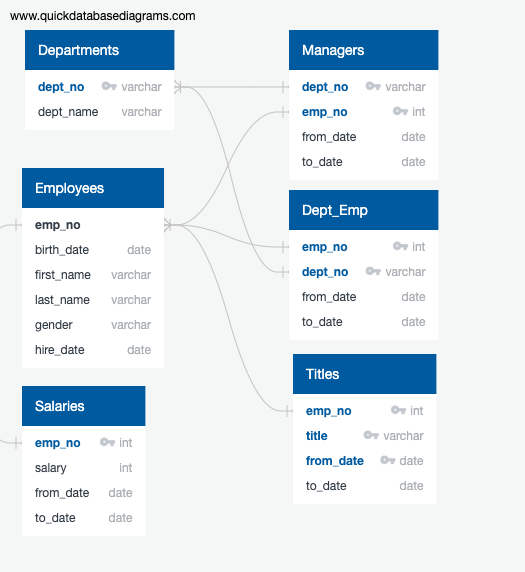 www.quickdatabasediagrams.com
Departments
dept_no varchar
dept_name varchar
Managers
dept_no varchar
emp_no int
from_date date
to_date date
Employees
emp_no
birth_date date
first_name varchar
last_name varchar
gender varchar
hire_date date
Dept_Emp
emp_no int
dept_no varchar
from_date date
to_date date
Salaries
emp_no int
salary int
from_date date
to_date date
Titles
emp_no int
title varchar
from_date date
to_date date